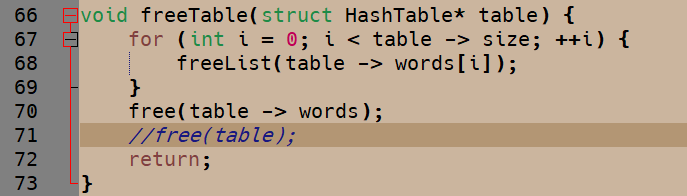 66 void freeTable(struct HashTable* table) {
67     for (int i = 0; i < table -> size; ++i) {
68         freeList(table -> words[i]);
69     }
70     free(table -> words);
71     //free(table);
72     return;
73 }